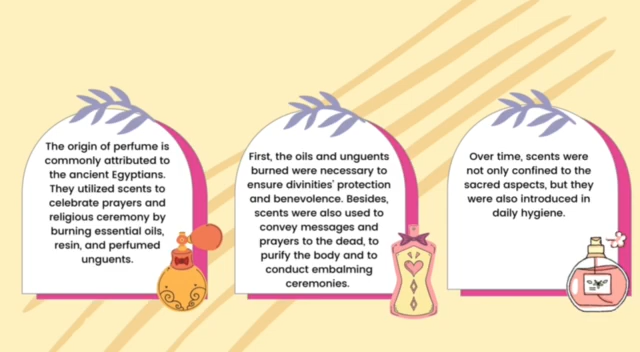 The origin of perfume is
commonly attributed to
the ancient Egyptians.
They utilized scents to
celebrate prayers and
religious ceremony by
burning essential oils,
resin, and perfumed
unguents.
First, the oils and unguents
burned were necessary to
ensure divinities' protection
and benevolence. Besides,
scents were also used to
convey messages and
prayers to the dead, to
purify the body and to
conduct embalming
ceremonies.
Over time, scents were
not only confined to the
sacred aspects, but they
were also introduced in
daily hygiene.